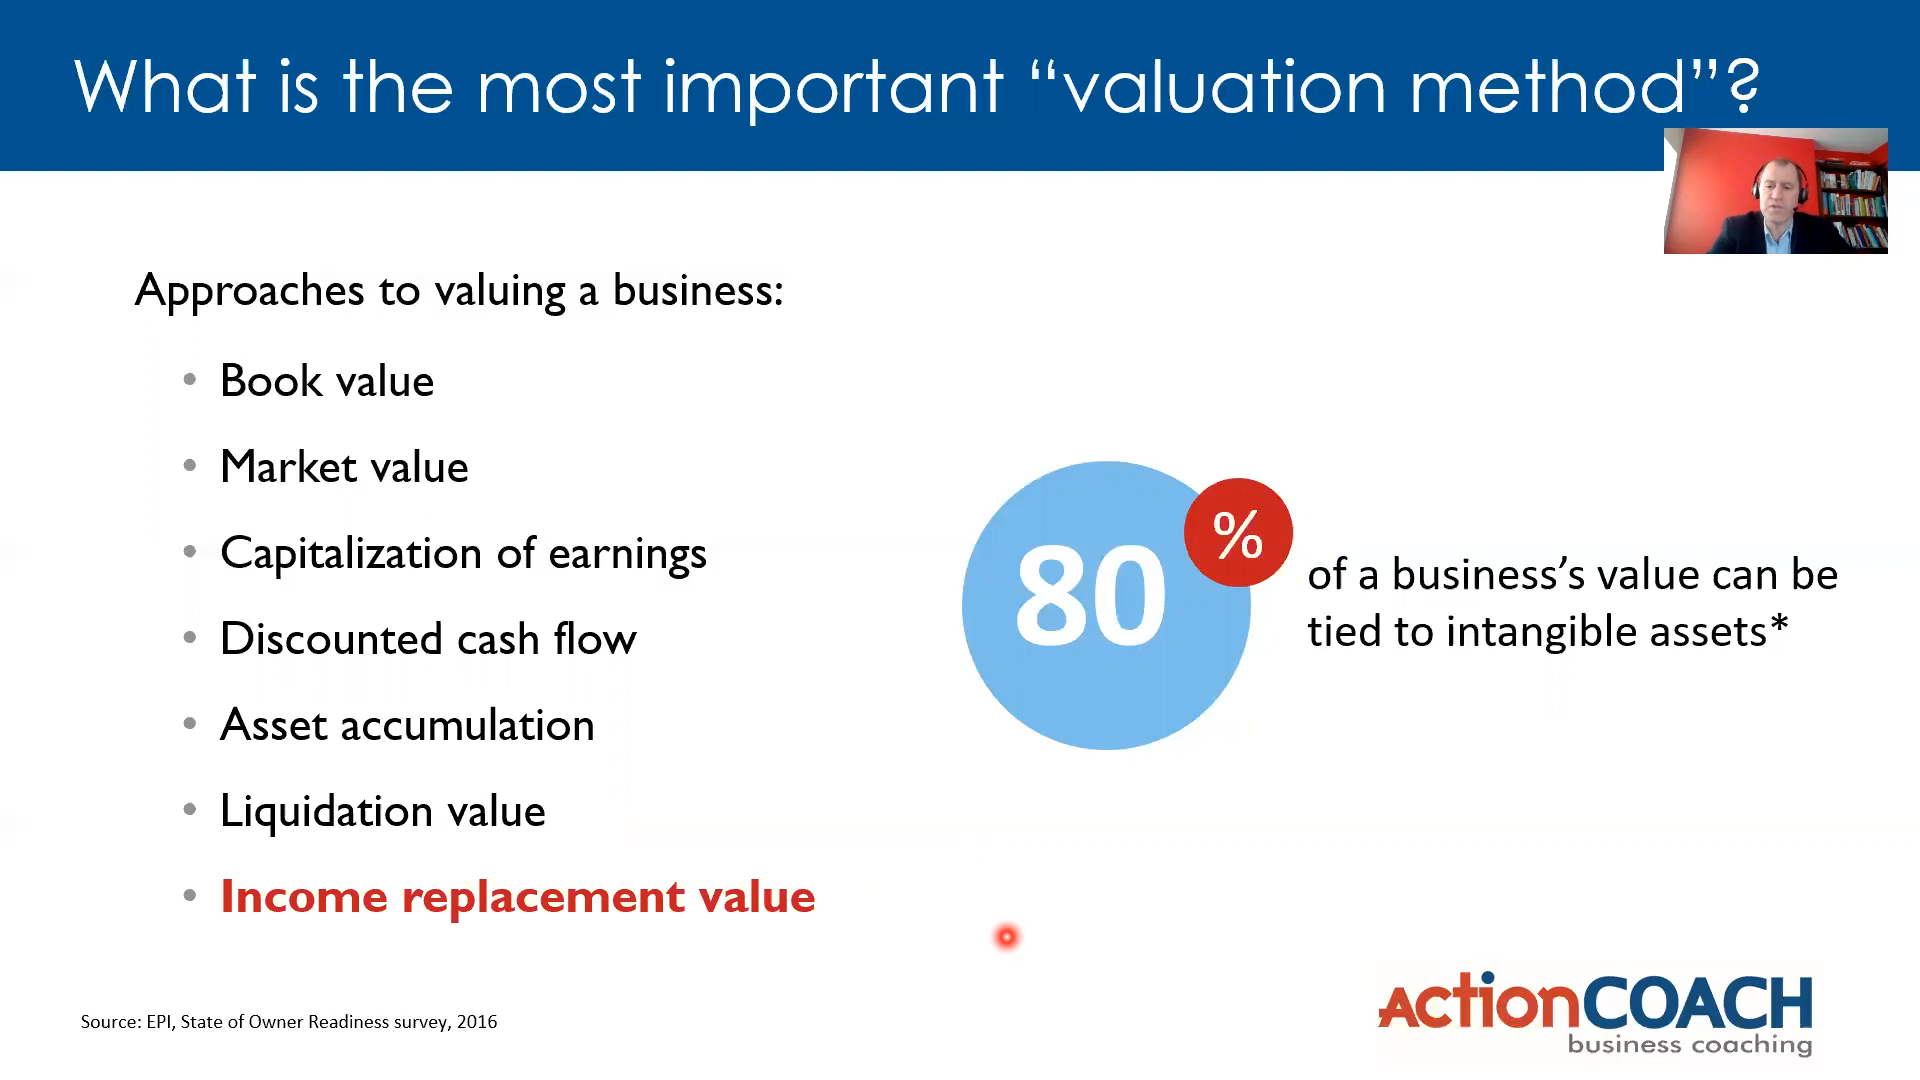 What is the most important “valuation method”?
Approaches to valuing a business:
• Book value
• Market value
• Capitalization of earnings
• Discounted cash flow
• Asset accumulation
• Liquidation value
• Income replacement value
80%
of a business’s value can be
tied to intangible assets*
Source: EPI, State of Owner Readiness survey, 2016
ActionCOACH
business coaching